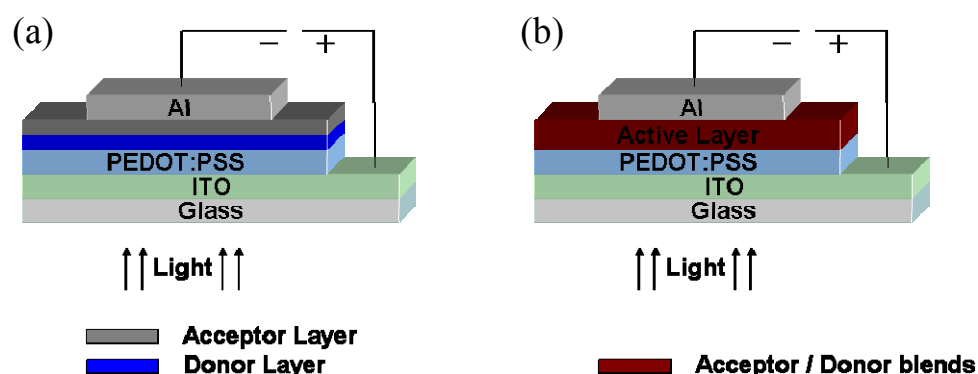 (a)
− +
Al
PEDOT:PSS
ITO
Glass
Light
Acceptor Layer
Donor Layer
(b)
− +
Al
Active Layer
PEDOT:PSS
ITO
Glass
Light
Acceptor / Donor blends